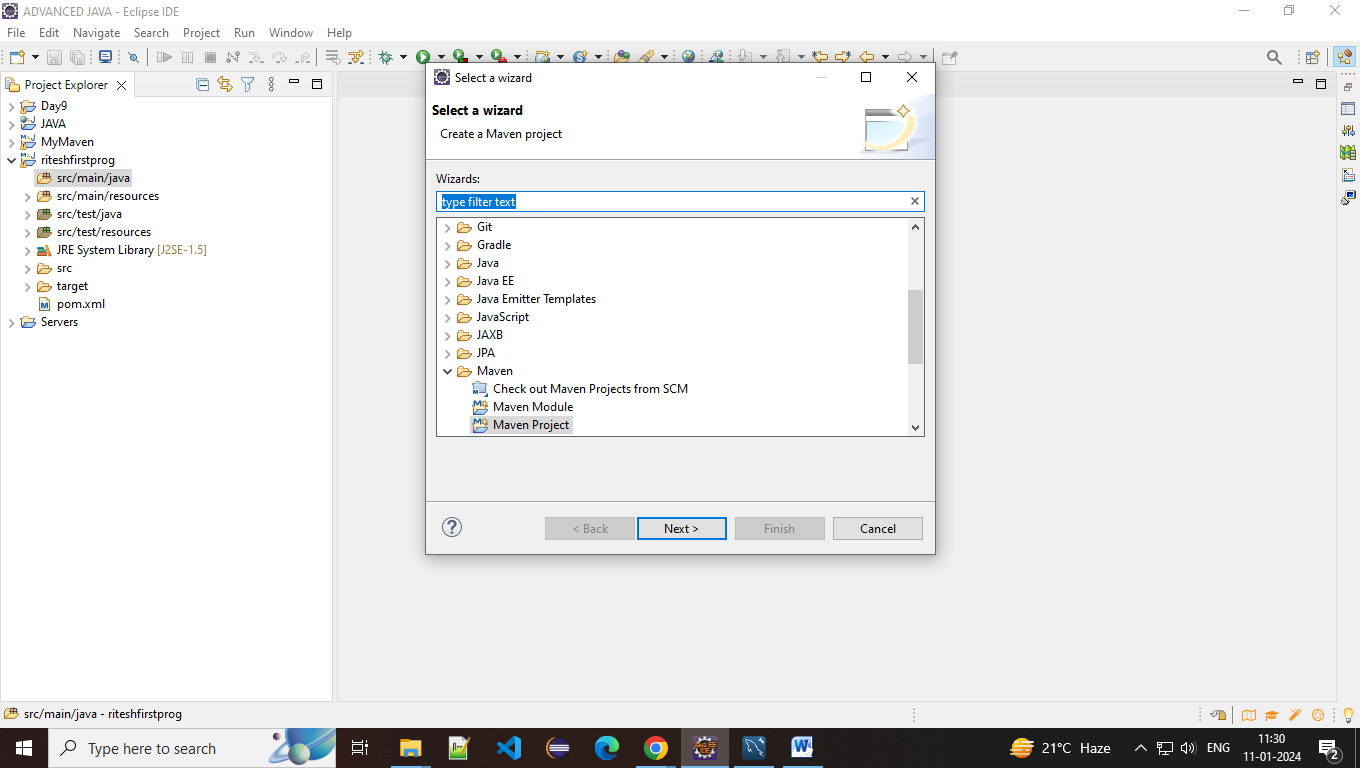 ADVANCED JAVA - Eclipse IDE
File Edit Navigate Search Project Run Window Help
Project Explorer
Day9
JAVA
MyMaven
riteshfirstprog
src/main/java
src/main/resources
src/test/java
src/test/resources
JRE System Library [J2SE-1.5]
src
target
pom.xml
Servers
Select a wizard
Select a wizard
Create a Maven project
Wizards:
type filter text
Git
Gradle
Java
Java EE
Java Emitter Templates
JavaScript
JAXB
JPA
Maven
Check out Maven Projects from SCM
Maven Module
Maven Project
< Back Next > Finish Cancel
src/main/java - riteshfirstprog
Type here to search
Java EE
IDE
21°C Haze
ENG
11:30
11-01-2024
2